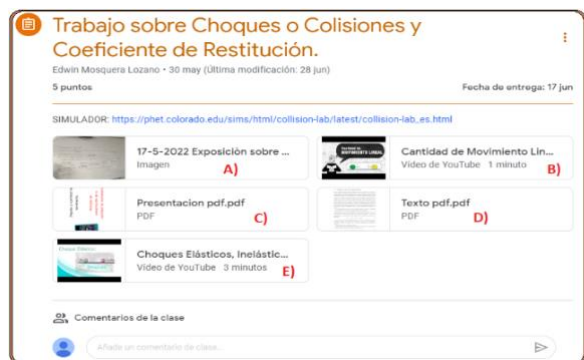 Trabajo sobre Choques o Colisiones y
Coeficiente de Restitución.
Edwin Mosquera Lozano • 30 may (Última modificación: 28 jun)
5 puntos Fecha de entrega: 17 jun
SIMULADOR: https://phet.colorado.edu/sims/html/collision-lab/latest/collision-lab_es.html
17-5-2022 Exposición sobre ...
Imagen A)
Cantidad de Movimiento Lin...
Vídeo de YouTube 1 minuto B)
Presentacion pdf.pdf
PDF C)
Texto pdf.pdf
PDF D)
Choques Elásticos, Inelástic...
Vídeo de YouTube 3 minutos E)
Comentarios de la clase
Añade un comentario de clase...